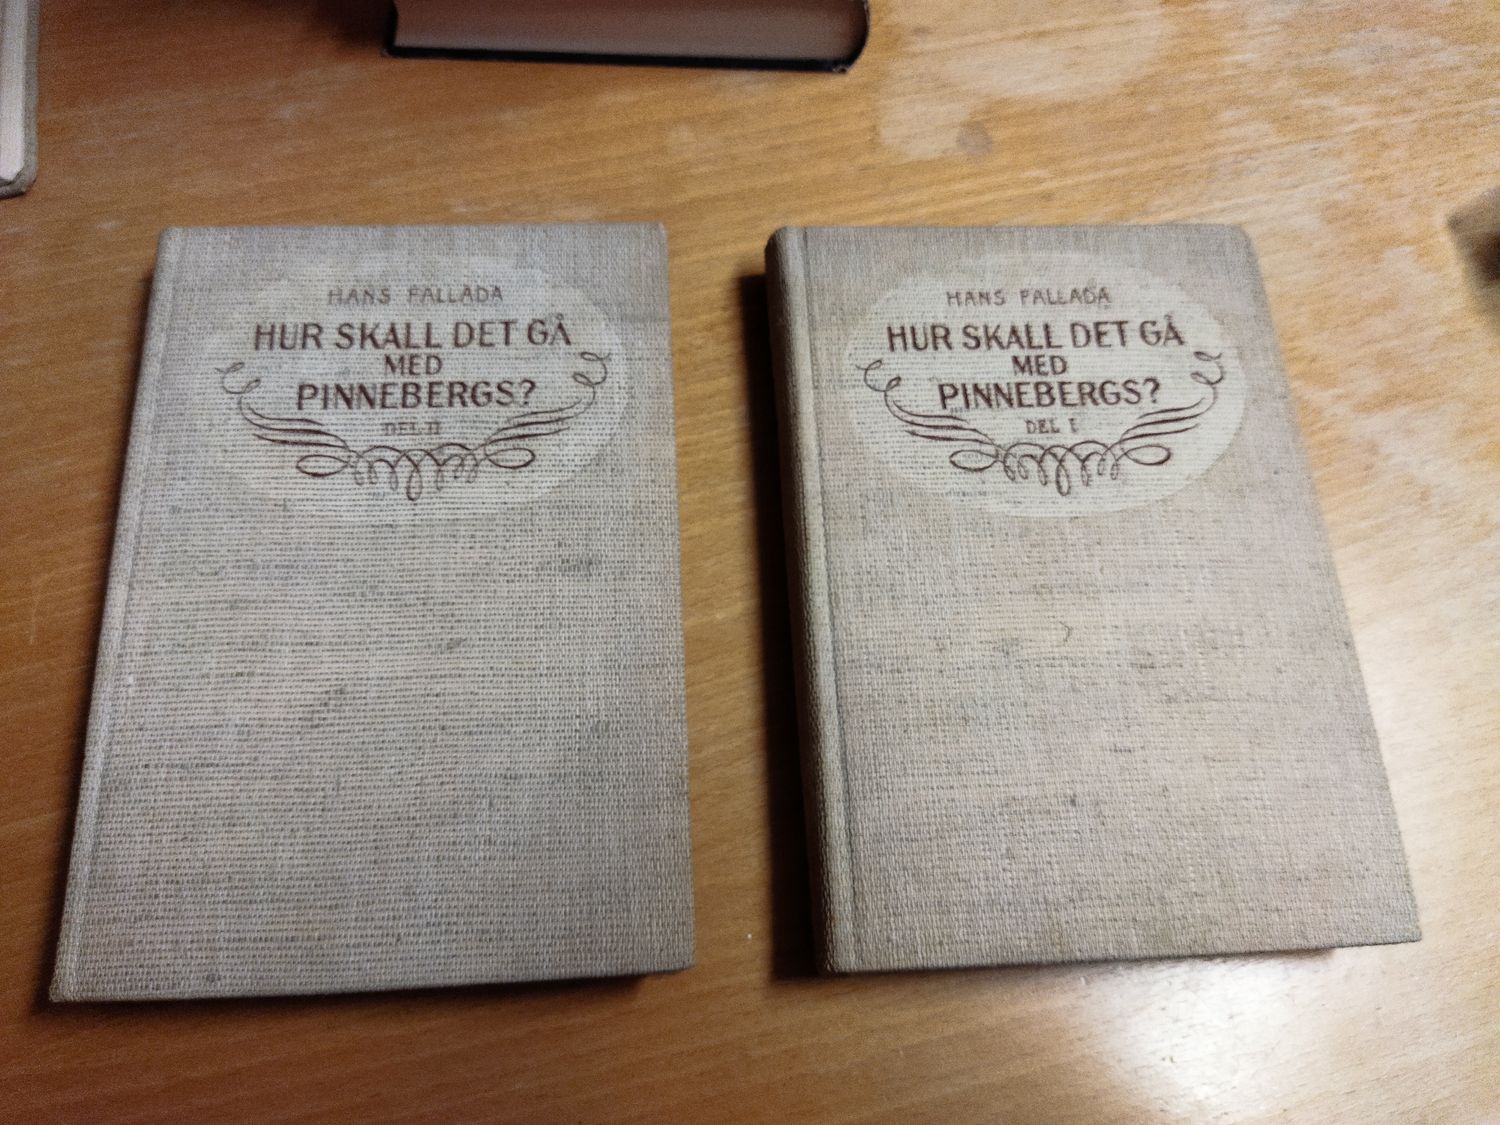 HANS FALLADA
HUR SKALL DET GÅ
MED
PINNEBERGS?
DEL II
HANS FALLADA
HUR SKALL DET GÅ
MED
PINNEBERGS?
DEL I